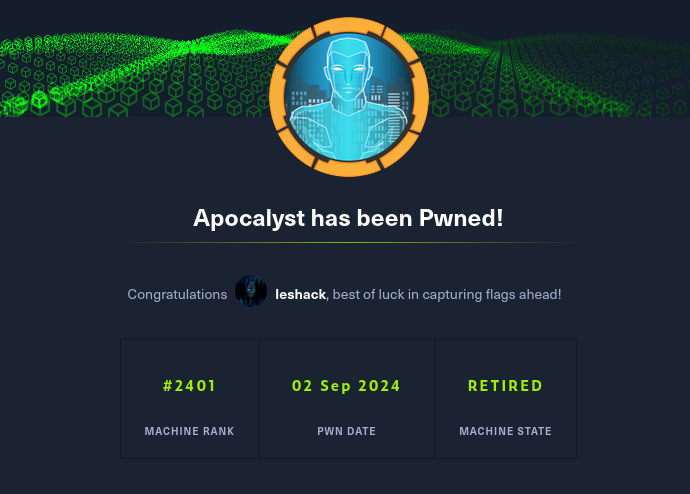 Apocalyst has been Pwned!
Congratulations leshack, best of luck in capturing flags ahead!
#2401 02 Sep 2024 RETIRED
MACHINE RANK PWN DATE MACHINE STATE